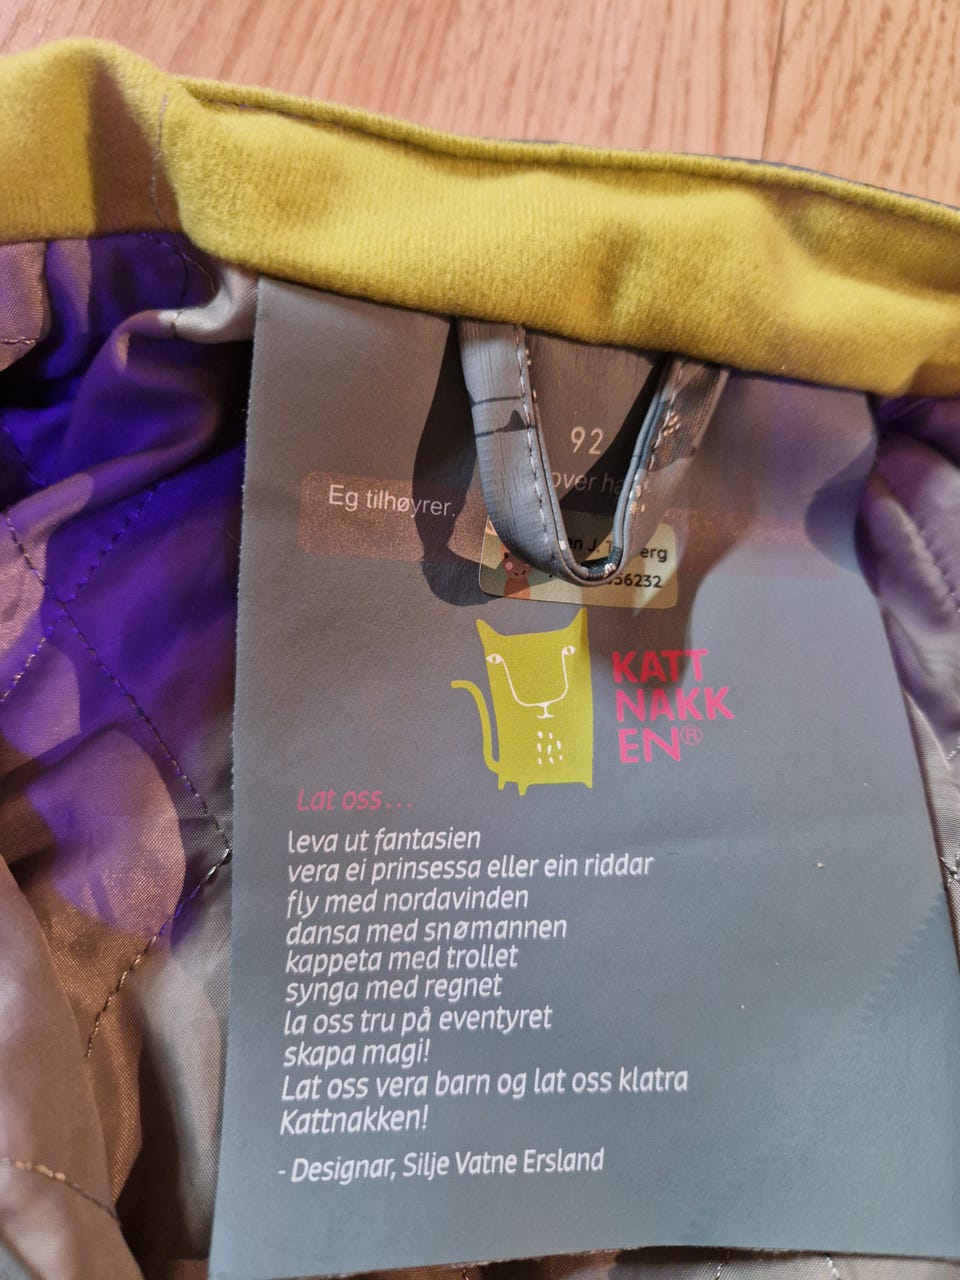 92
over
Eg tilhøyrer.
J.
56232
KATT
NAKK
EN®
Lat oss...
leva ut fantasien
vera ei prinsessa eller ein riddar
fly med nordavinden
dansa med snømannen
kappeta med trollet
synga med regnet
la oss tru på eventyret
skapa magi!
Lat oss vera barn og lat oss klatra
Kattnakken!
- Designar, Silje Vatne Ersland